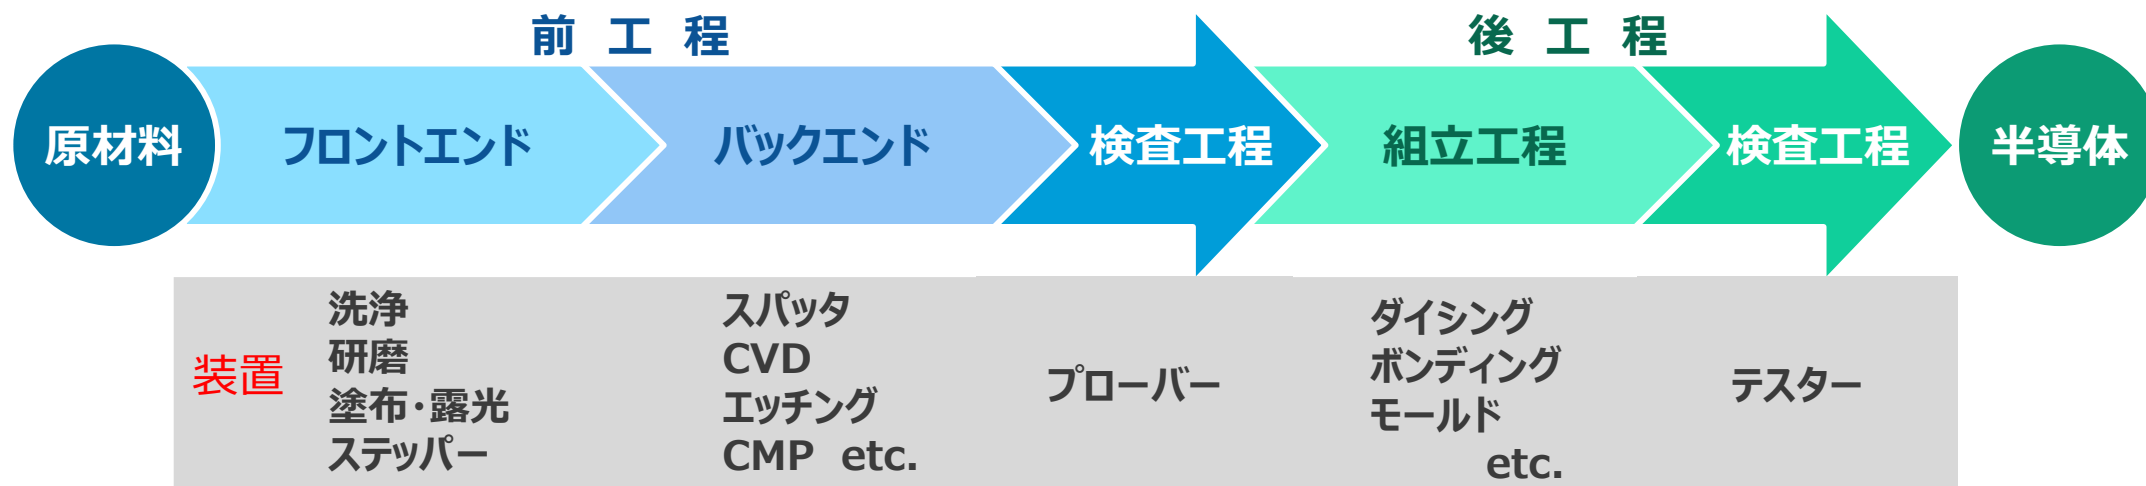 前 工 程
後 工 程
原材料
フロントエンド
バックエンド
検査工程
組立工程
検査工程
半導体
装置
洗浄
研磨
塗布・露光
ステッパー
スパッタ
CVD
エッチング
CMP etc.
プローバー
ダイシング
ボンディング
モールド
etc.
テスター